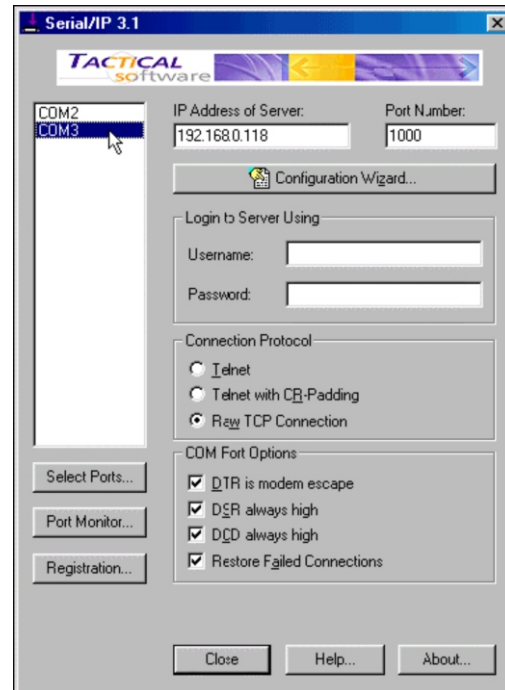 Serial/IP 3.1
TACTICAL
software
COM2
COM3
IP Address of Server:
Port Number:
192.168.0.118
1000
Configuration Wizard...
Login to Server Using
Username:
Password:
Connection Protocol
Telnet
Telnet with CR-Padding
Raw TCP Connection
COM Port Options
DTR is modem escape
DSR always high
DCD always high
Restore Failed Connections
Select Ports...
Port Monitor...
Registration...
Close
Help...
About...